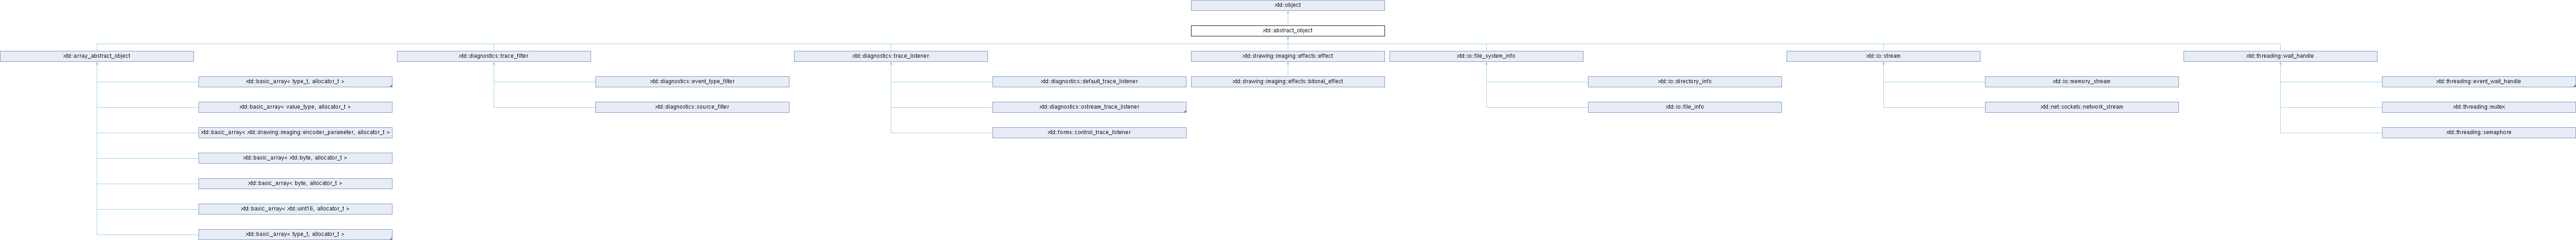 xtd::object
xtd::abstract_object
xtd::array_abstract_object
xtd::diagnostics::trace_filter
xtd::diagnostics::trace_listener
xtd::drawing::imaging::effects::effect
xtd::io::file_system_info
xtd::io::stream
xtd::threading::wait_handle
xtd::basic_array< type_t, allocator_t >
xtd::diagnostics::event_type_filter
xtd::diagnostics::default_trace_listener
xtd::drawing::imaging::effects::bitonal_effect
xtd::io::directory_info
xtd::io::memory_stream
xtd::threading::event_wait_handle
xtd::basic_array< value_type, allocator_t >
xtd::diagnostics::source_filter
xtd::diagnostics::ostream_trace_listener
xtd::io::file_info
xtd::net::sockets::network_stream
xtd::threading::mutex
xtd::basic_array< xtd::drawing::imaging::encoder_parameter, allocator_t >
xtd::forms::control_trace_listener
xtd::threading::semaphore
xtd::basic_array< xtd::byte, allocator_t >
xtd::basic_array< byte, allocator_t >
xtd::basic_array< xtd::uint16, allocator_t >
xtd::basic_array< type_t, allocator_t >